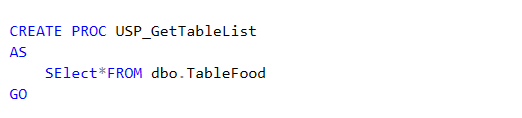 CREATE PROC USP_GetTableList
AS
    SElect*FROM dbo.TableFood
GO